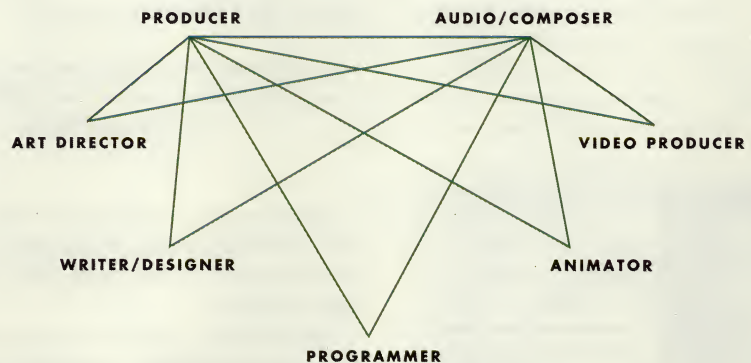 PRODUCER
AUDIO/COMPOSER
ART DIRECTOR
VIDEO PRODUCER
WRITER/DESIGNER
ANIMATOR
PROGRAMMER